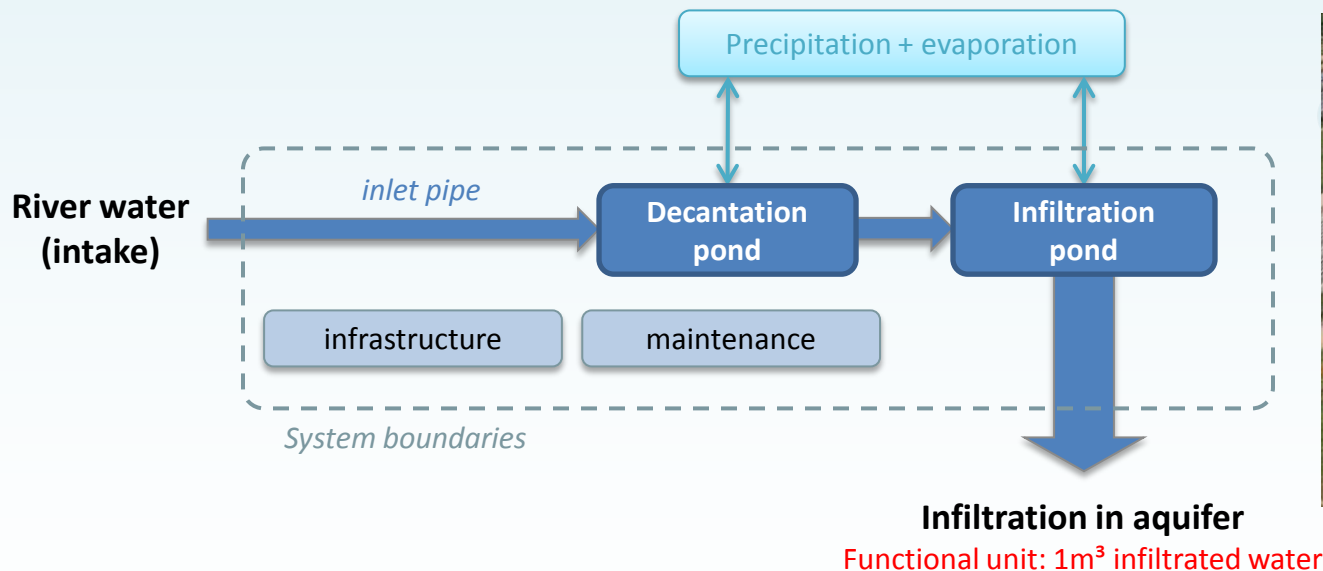 Precipitation + evaporation
River water
(intake)
inlet pipe
Decantation
pond
Infiltration
pond
infrastructure
maintenance
System boundaries
Infiltration in aquifer
Functional unit: 1m³ infiltrated water